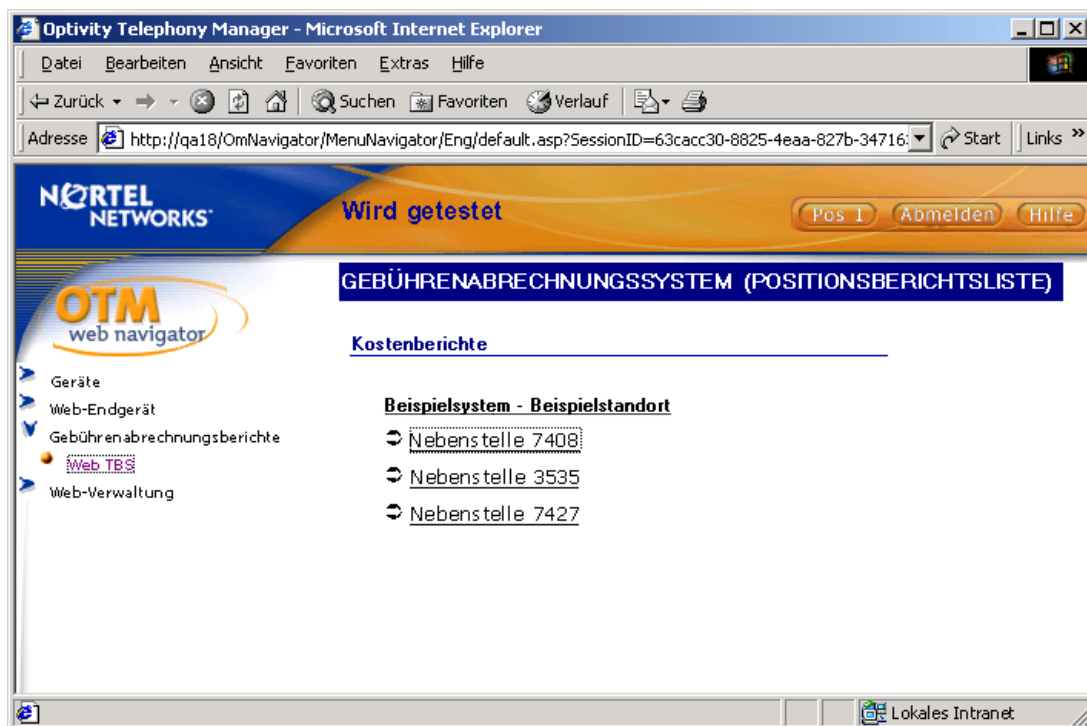 Optivity Telephony Manager - Microsoft Internet Explorer
Datei Bearbeiten Ansicht Favoriten Extras Hilfe
Zurück Suchen Favoriten Verlauf
Adresse http://qa18/OmNavigator/MenuNavigator/Eng/default.asp?SessionID=63cacc30-8825-4eaa-827b-34716 Start Links »
NORTEL
NETWORKS
Wird getestet
Pos 1 Abmelden Hilfe
GEBÜHRENABRECHNUNGSSYSTEM (POSITIONSBERICHTSLISTE)
OTM
web navigator
Kostenberichte
Geräte
Web-Endgerät
Gebührenabrechnungsberichte
Web TBS
Web-Verwaltung
Beispielsystem - Beispielstandort
Nebenstelle 7408
Nebenstelle 3535
Nebenstelle 7427
Lokales Intranet